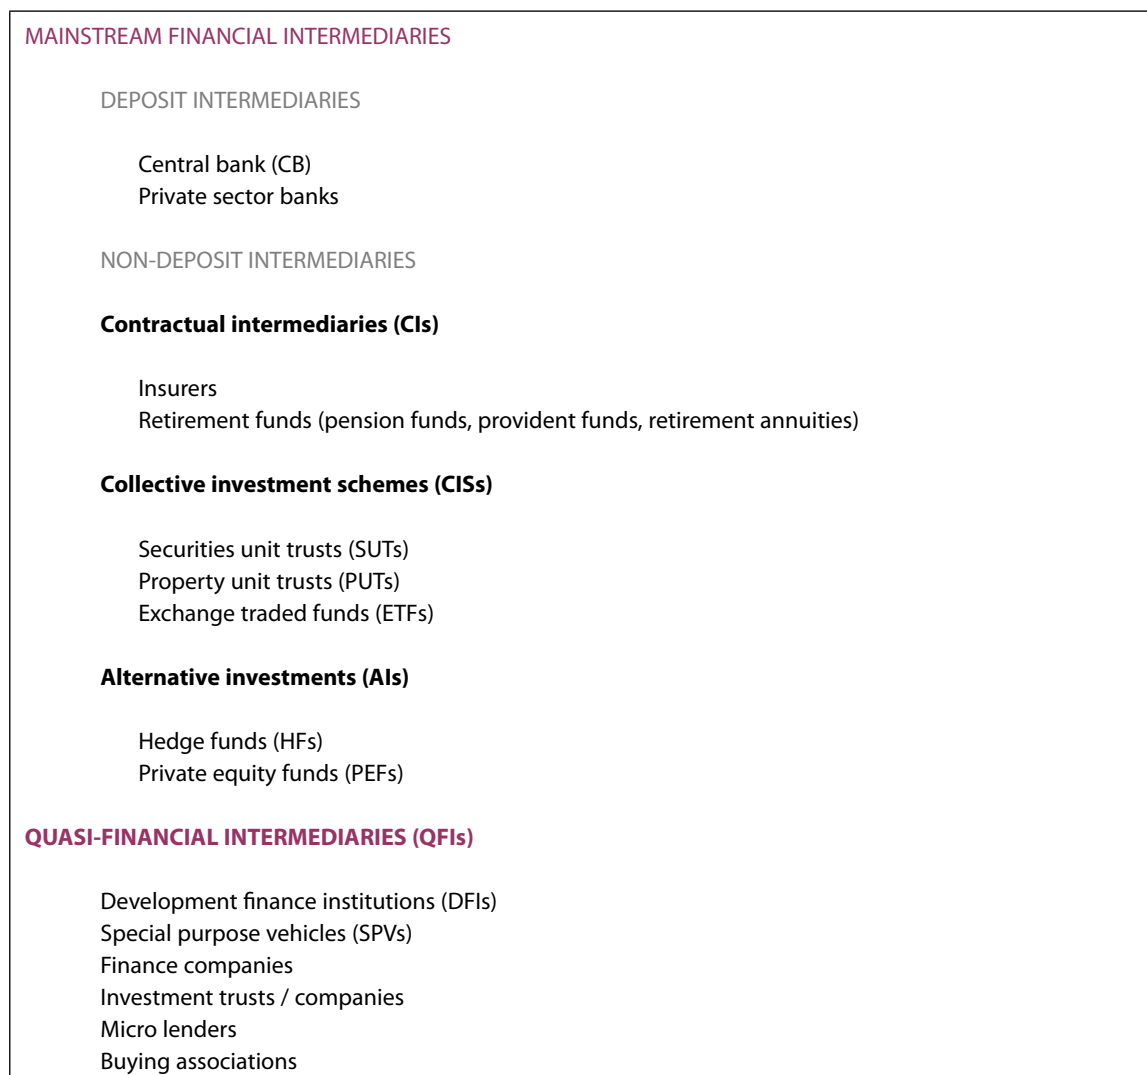 MAINSTREAM FINANCIAL INTERMEDIARIES
DEPOSIT INTERMEDIARIES
Central bank (CB)
Private sector banks
NON-DEPOSIT INTERMEDIARIES
Contractual intermediaries (CIs)
Insurers
Retirement funds (pension funds, provident funds, retirement annuities)
Collective investment schemes (CISs)
Securities unit trusts (SUTs)
Property unit trusts (PUTs)
Exchange traded funds (ETFs)
Alternative investments (AIs)
Hedge funds (HFs)
Private equity funds (PEFs)
QUASI-FINANCIAL INTERMEDIARIES (QFIs)
Development finance institutions (DFIs)
Special purpose vehicles (SPVs)
Finance companies
Investment trusts / companies
Micro lenders
Buying associations